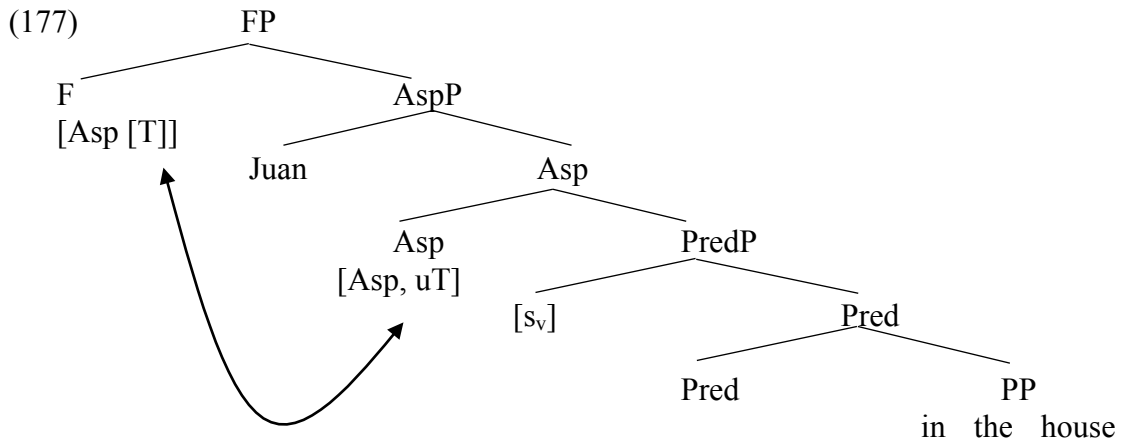 (177) FP
F AspP
[Asp [T]]
Juan Asp
Asp PredP
[Asp, uT]
[sv] Pred
Pred PP
in the house